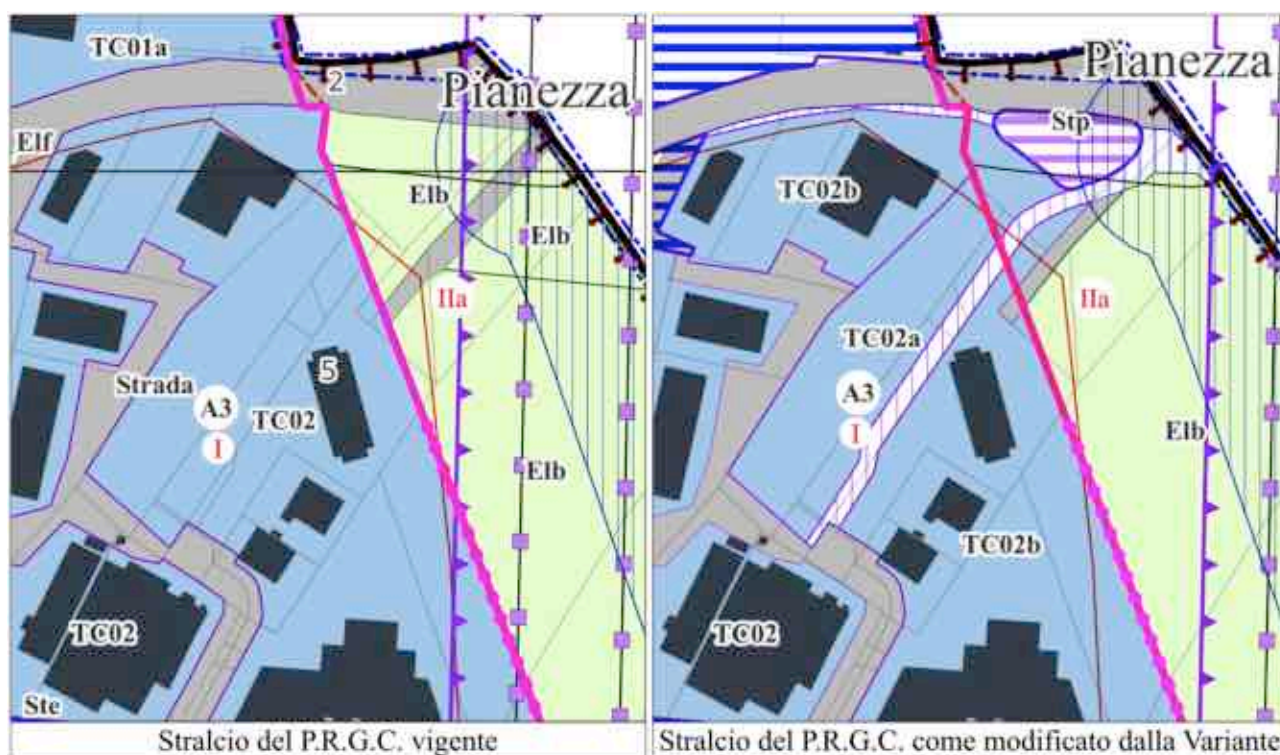 TC01a
2
Pianezza
Elf
Elb
Elb
IIa
5
Strada
A3
TC02
I
Elb
TC02
Ste
Stralcio del P.R.G.C. vigente
Pianezza
Stp
TC02b
IIa
TC02a
A3
I
Elb
TC02b
TC02
Stralcio del P.R.G.C. come modificato dalla Variante